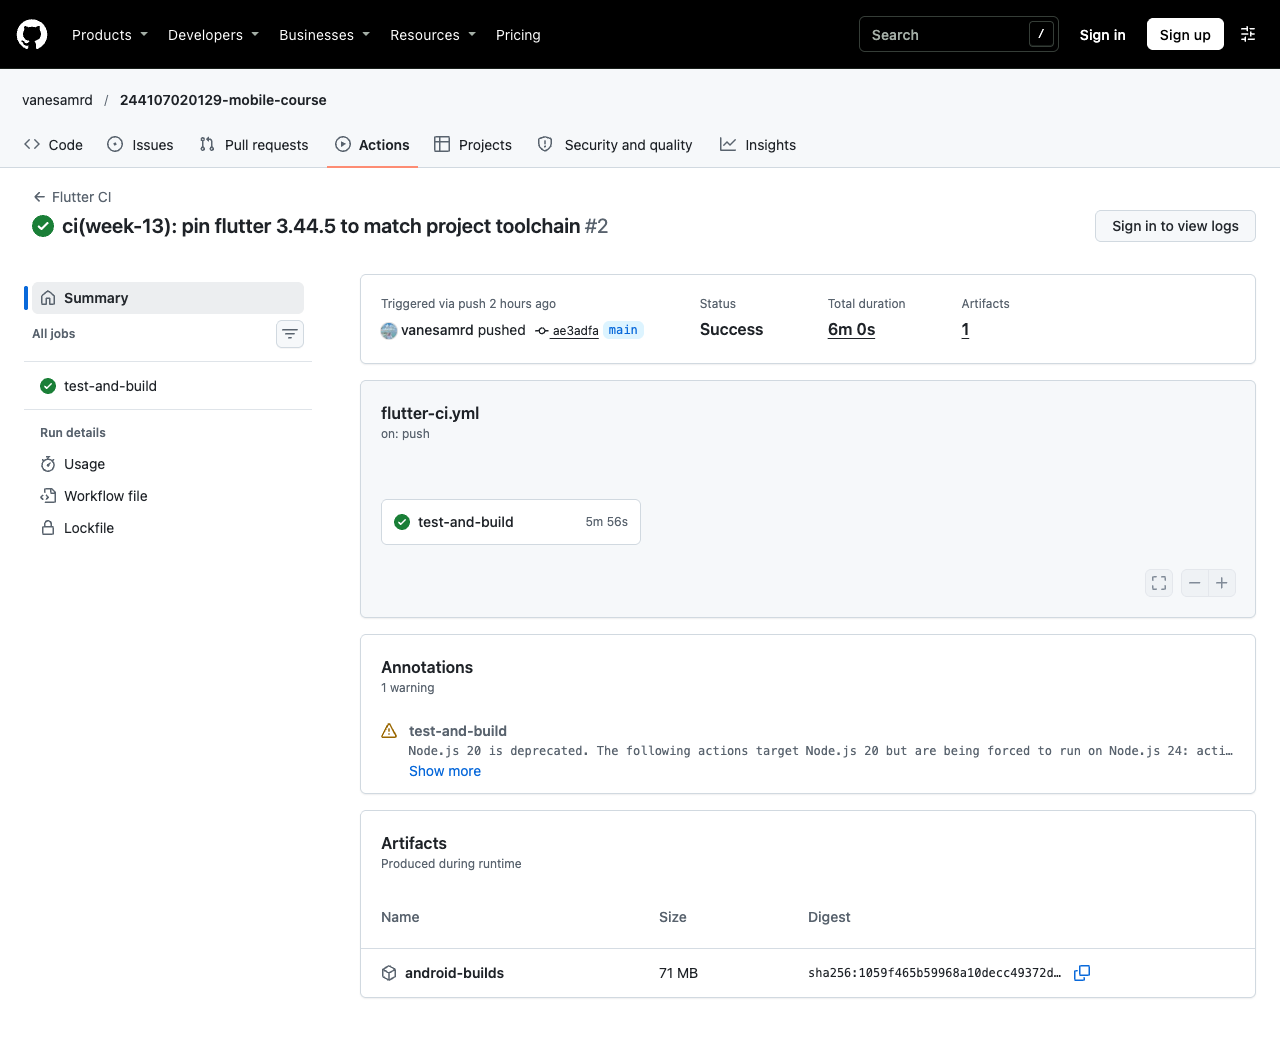 Products Developers Businesses Resources Pricing Search / Sign in Sign up
vanesamrd / 244107020129-mobile-course
Code Issues Pull requests Actions Projects Security and quality Insights
Flutter CI
ci(week-13): pin flutter 3.44.5 to match project toolchain #2
Sign in to view logs
Summary
All jobs
test-and-build
Run details
Usage
Workflow file
Lockfile
Triggered via push 2 hours ago
vanesamrd pushed ae3adfa main
Status
Success
Total duration
6m 0s
Artifacts
1
flutter-ci.yml
on: push
test-and-build 5m 56s
Annotations
1 warning
test-and-build
Node.js 20 is deprecated. The following actions target Node.js 20 but are being forced to run on Node.js 24: acti…
Show more
Artifacts
Produced during runtime
Name Size Digest
android-builds 71 MB sha256:1059f465b59968a10decc49372d…